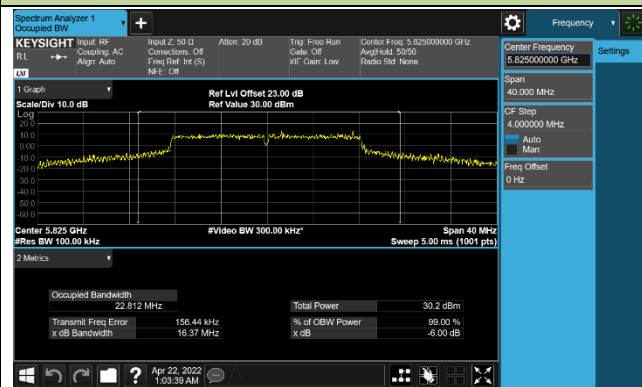 Spectrum Analyzer 1
Occupied BW
Frequency
KEYSIGHT
Input: RF
Input Z: 50 Ω
Atten: 20 dB
Trig: Free Run
Center Freq: 5.825000000 GHz
RL
Coupling: AC
Corrections: Off
Gate: Off
Avg|Hold: 50/50
Align: Auto
Freq Ref: Int (S)
#IF Gain: Low
Radio Std: None
LXI
NFE: Off
Center Frequency
5.825000000 GHz
Settings
Span
40.000 MHz
CF Step
4.000000 MHz
Auto
Man
Freq Offset
0 Hz
1 Graph
Ref Lvl Offset 23.00 dB
Scale/Div 10.0 dB
Ref Value 30.00 dBm
Log
20.0
10.0
0.00
-10.0
-20.0
-30.0
-40.0
-50.0
-60.0
Center 5.825 GHz
#Video BW 300.00 kHz*
Span 40 MHz
#Res BW 100.00 kHz
Sweep 5.00 ms (1001 pts)
2 Metrics
Occupied Bandwidth
22.812 MHz
Total Power
30.2 dBm
Transmit Freq Error
156.44 kHz
% of OBW Power
99.00 %
x dB Bandwidth
16.37 MHz
x dB
-6.00 dB
Apr 22, 2022
1:03:39 AM